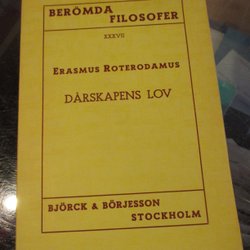 BERÖMDA
FILOSOFER
XXXVII
ERASMUS ROTERODAMUS
DÅRSKAPENS LOV
BJÖRCK & BÖRJESSON
STOCKHOLM